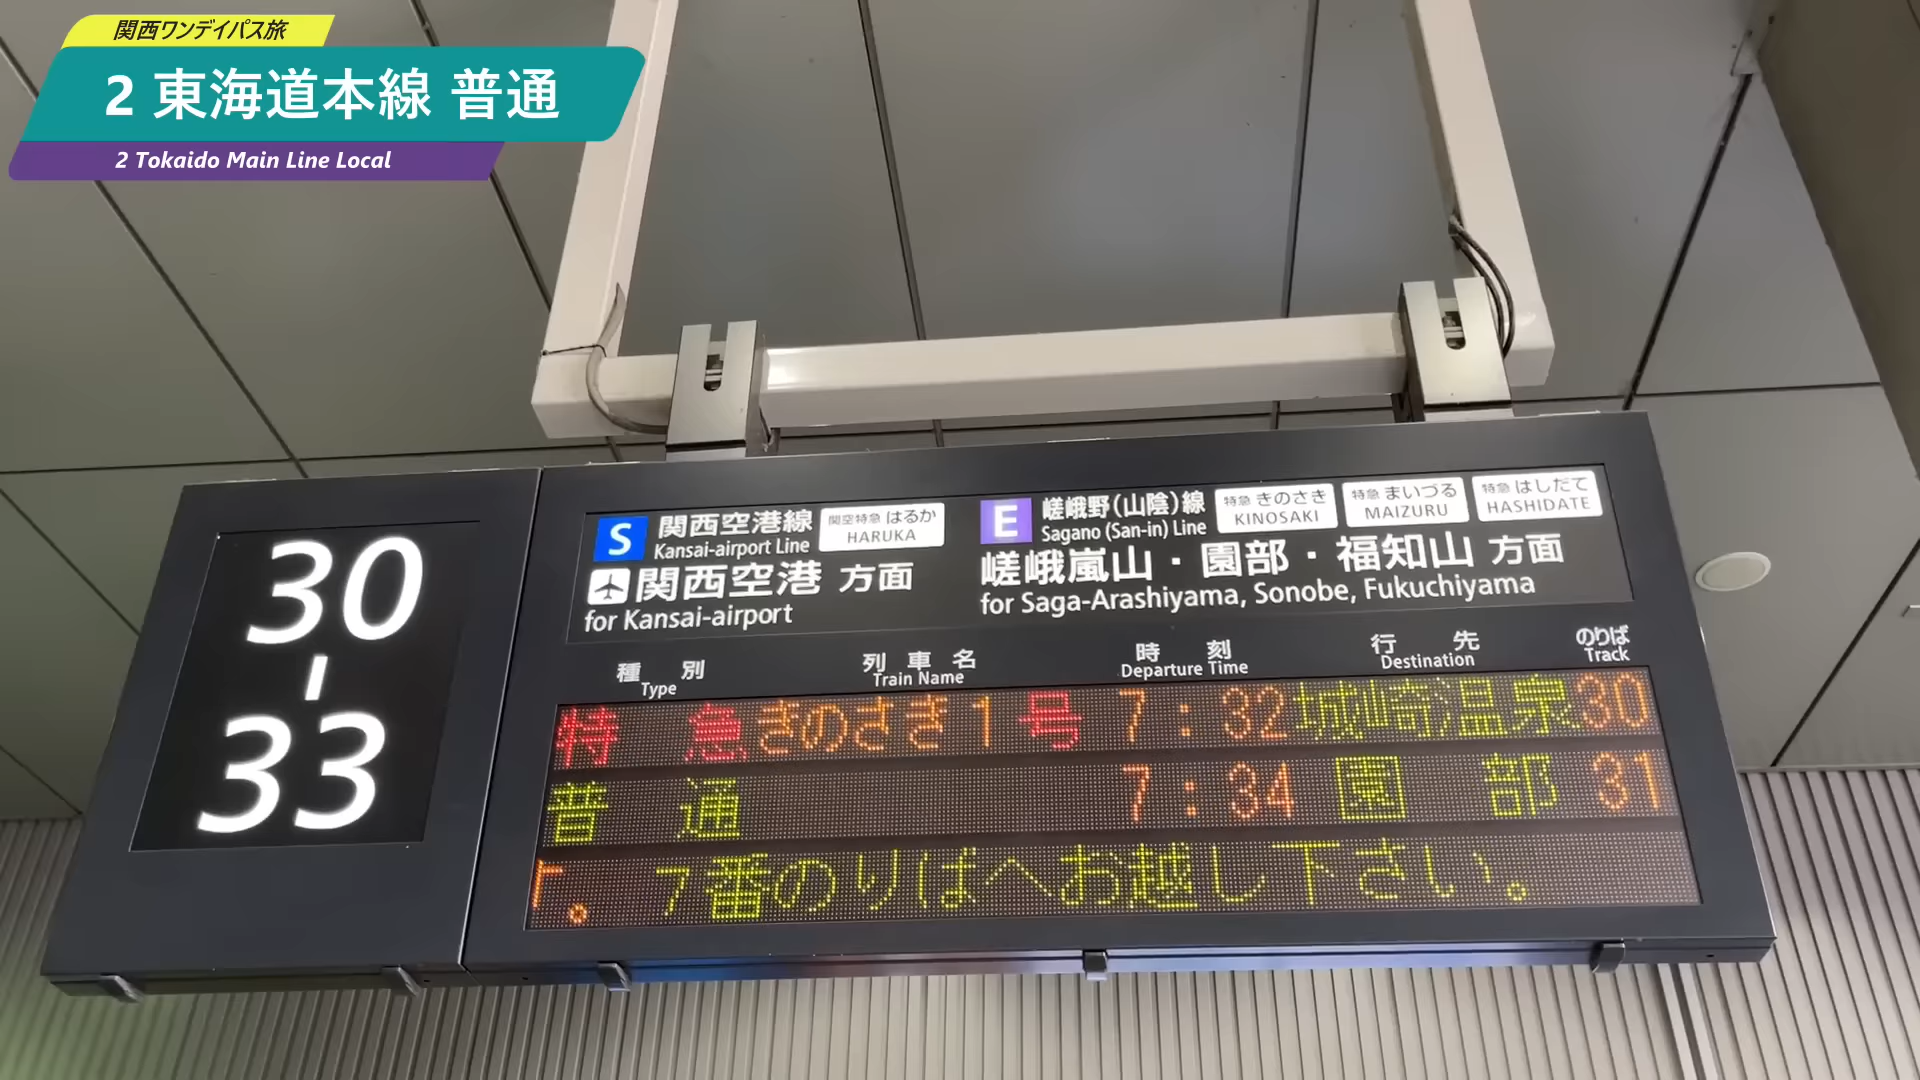 関西ワンデイパス旅
2 東海道本線 普通
2 Tokaido Main Line Local
30
-
33
S 関西空港線 関空特急 はるか
Kansai-airport Line HARUKA
関西空港 方面
for Kansai-airport
E 嵯峨野(山陰)線 特急 きのさき 特急 まいづる 特急 はしだて
Sagano (San-in) Line KINOSAKI MAIZURU HASHIDATE
嵯峨嵐山・園部・福知山 方面
for Saga-Arashiyama, Sonobe, Fukuchiyama
種別 列車名 時刻 行先 のりば
Type Train Name Departure Time Destination Track
特急 きのさき 1号 7:32 城崎温泉 30
普通 7:34 園部 31
。 7番のりばへお越し下さい。